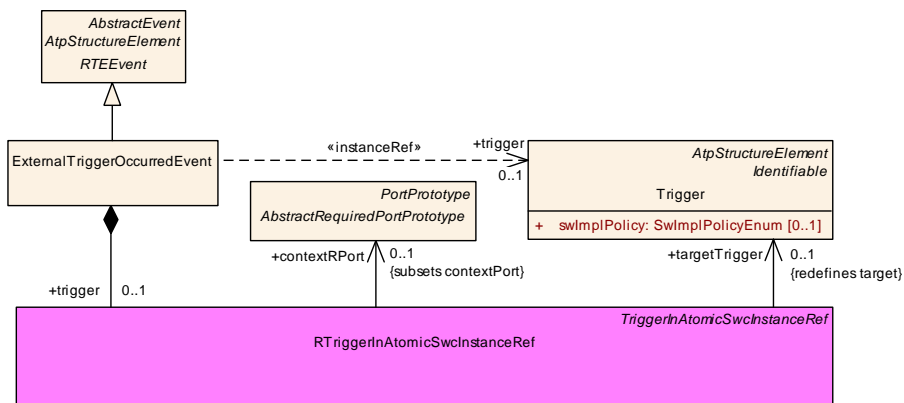 AbstractEvent
AtpStructureElement
RTEEvent
ExternalTriggerOccurredEvent
«instanceRef»
+trigger
0..1
AtpStructureElement
Identifiable
Trigger
+ swImplPolicy: SwImplPolicyEnum [0..1]
PortPrototype
AbstractRequiredPortPrototype
+contextRPort
0..1
{subsets contextPort}
+targetTrigger
0..1
{redefines target}
+trigger
0..1
TriggerInAtomicSwcInstanceRef
RTriggerInAtomicSwcInstanceRef